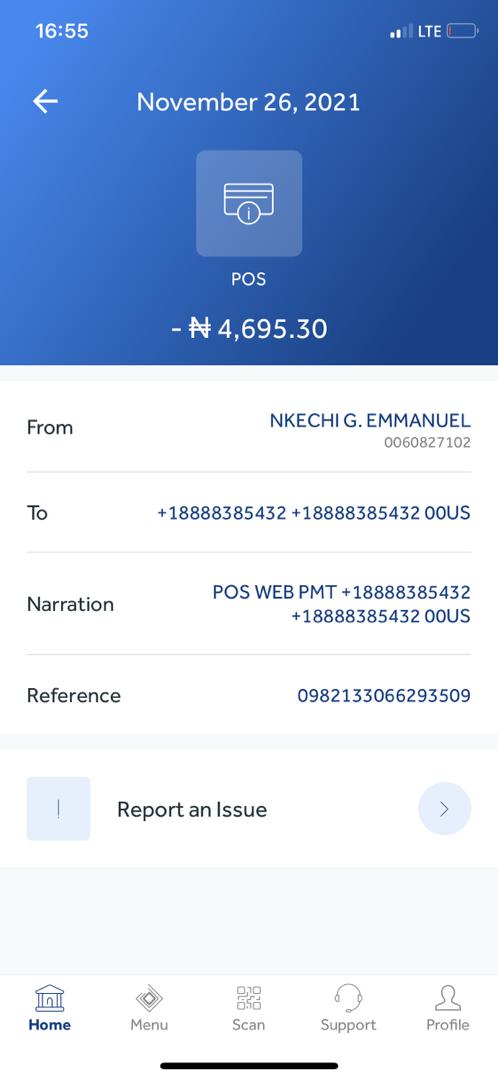 16:55
LTE
November 26, 2021
i
POS
- ₦ 4,695.30
From
NKECHI G. EMMANUEL
0060827102
To
+18888385432 +18888385432 00US
Narration
POS WEB PMT +18888385432
+18888385432 00US
Reference
0982133066293509
!
Report an Issue
Home
Menu
Scan
Support
Profile